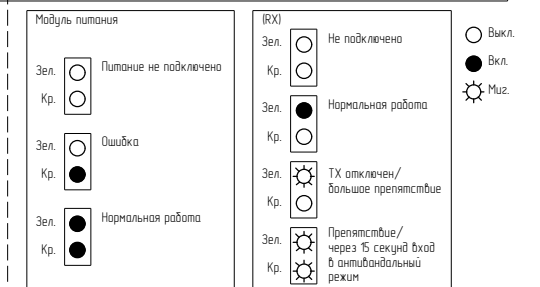 Модуль питания
Зел.
Питание не подключено
Кр.
Зел.
Ошибка
Кр.
Зел.
Нормальная работа
Кр.
(RX)
Зел.
Не подключено
Кр.
Зел.
Нормальная работа
Кр.
Зел.
TX отключен/
большое препятствие
Кр.
Зел.
Препятствие/
через 15 секунд вход
в антивандальный
Кр.
режим
Выкл.
Вкл.
Миг.